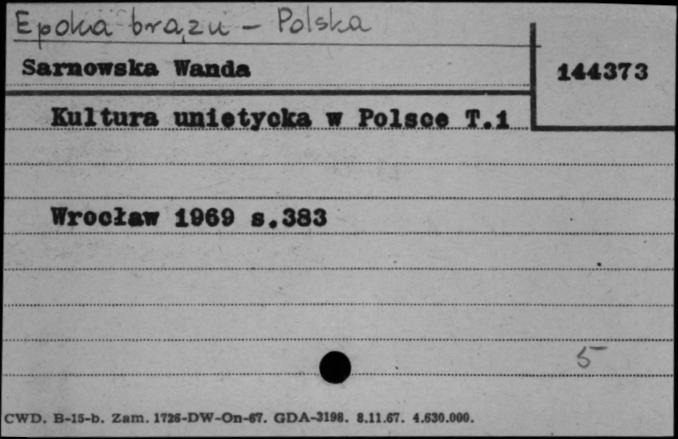 Epoka brązu - Polska
Sarnowska Wanda
144373
Kultura unietycka w Polsce T.1
Wrocław 1969 s.383
5
CWD. B-15-b. Zam. 1726-DW-On-67. GDA-3198. 8.11.67. 4.630.000.